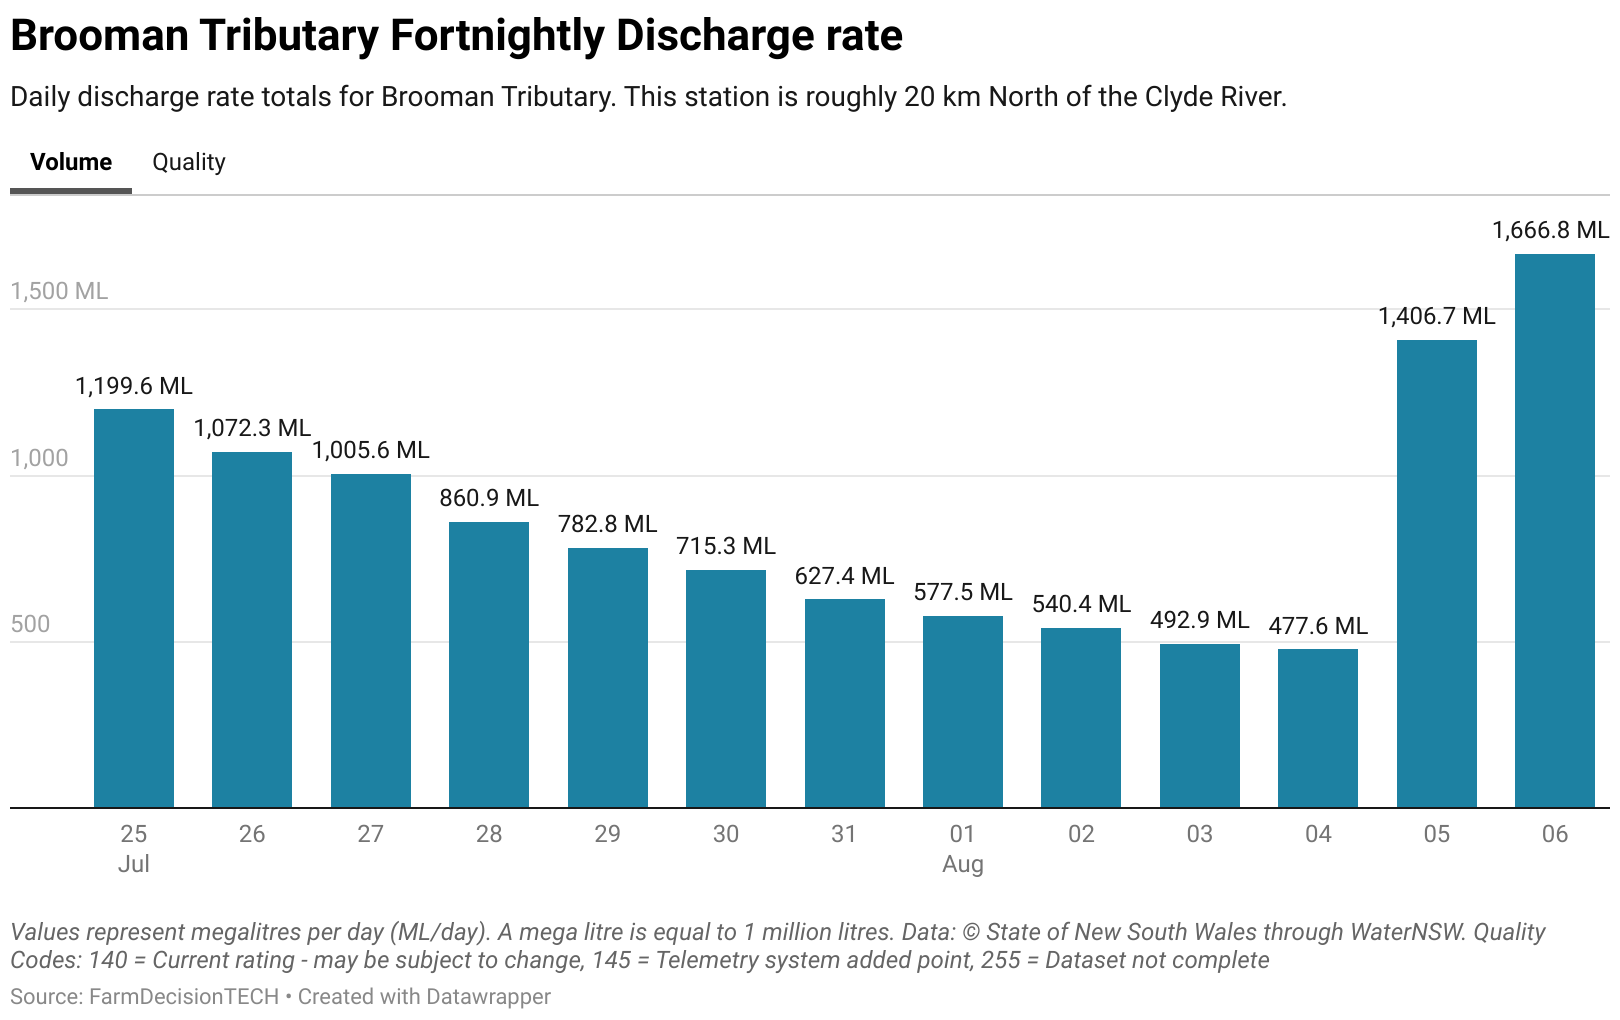 Brooman Tributary Fortnightly Discharge rate
Daily discharge rate totals for Brooman Tributary. This station is roughly 20 km North of the Clyde River.
Volume Quality
1,666.8 ML
1,500 ML
1,406.7 ML
1,199.6 ML
1,072.3 ML
1,005.6 ML
1,000
860.9 ML
782.8 ML
715.3 ML
627.4 ML
577.5 ML
540.4 ML
492.9 ML
477.6 ML
500
25 26 27 28 29 30 31 01 02 03 04 05 06
Jul Aug
Values represent megalitres per day (ML/day). A mega litre is equal to 1 million litres. Data: © State of New South Wales through WaterNSW. Quality
Codes: 140 = Current rating - may be subject to change, 145 = Telemetry system added point, 255 = Dataset not complete
Source: FarmDecisionTECH • Created with Datawrapper